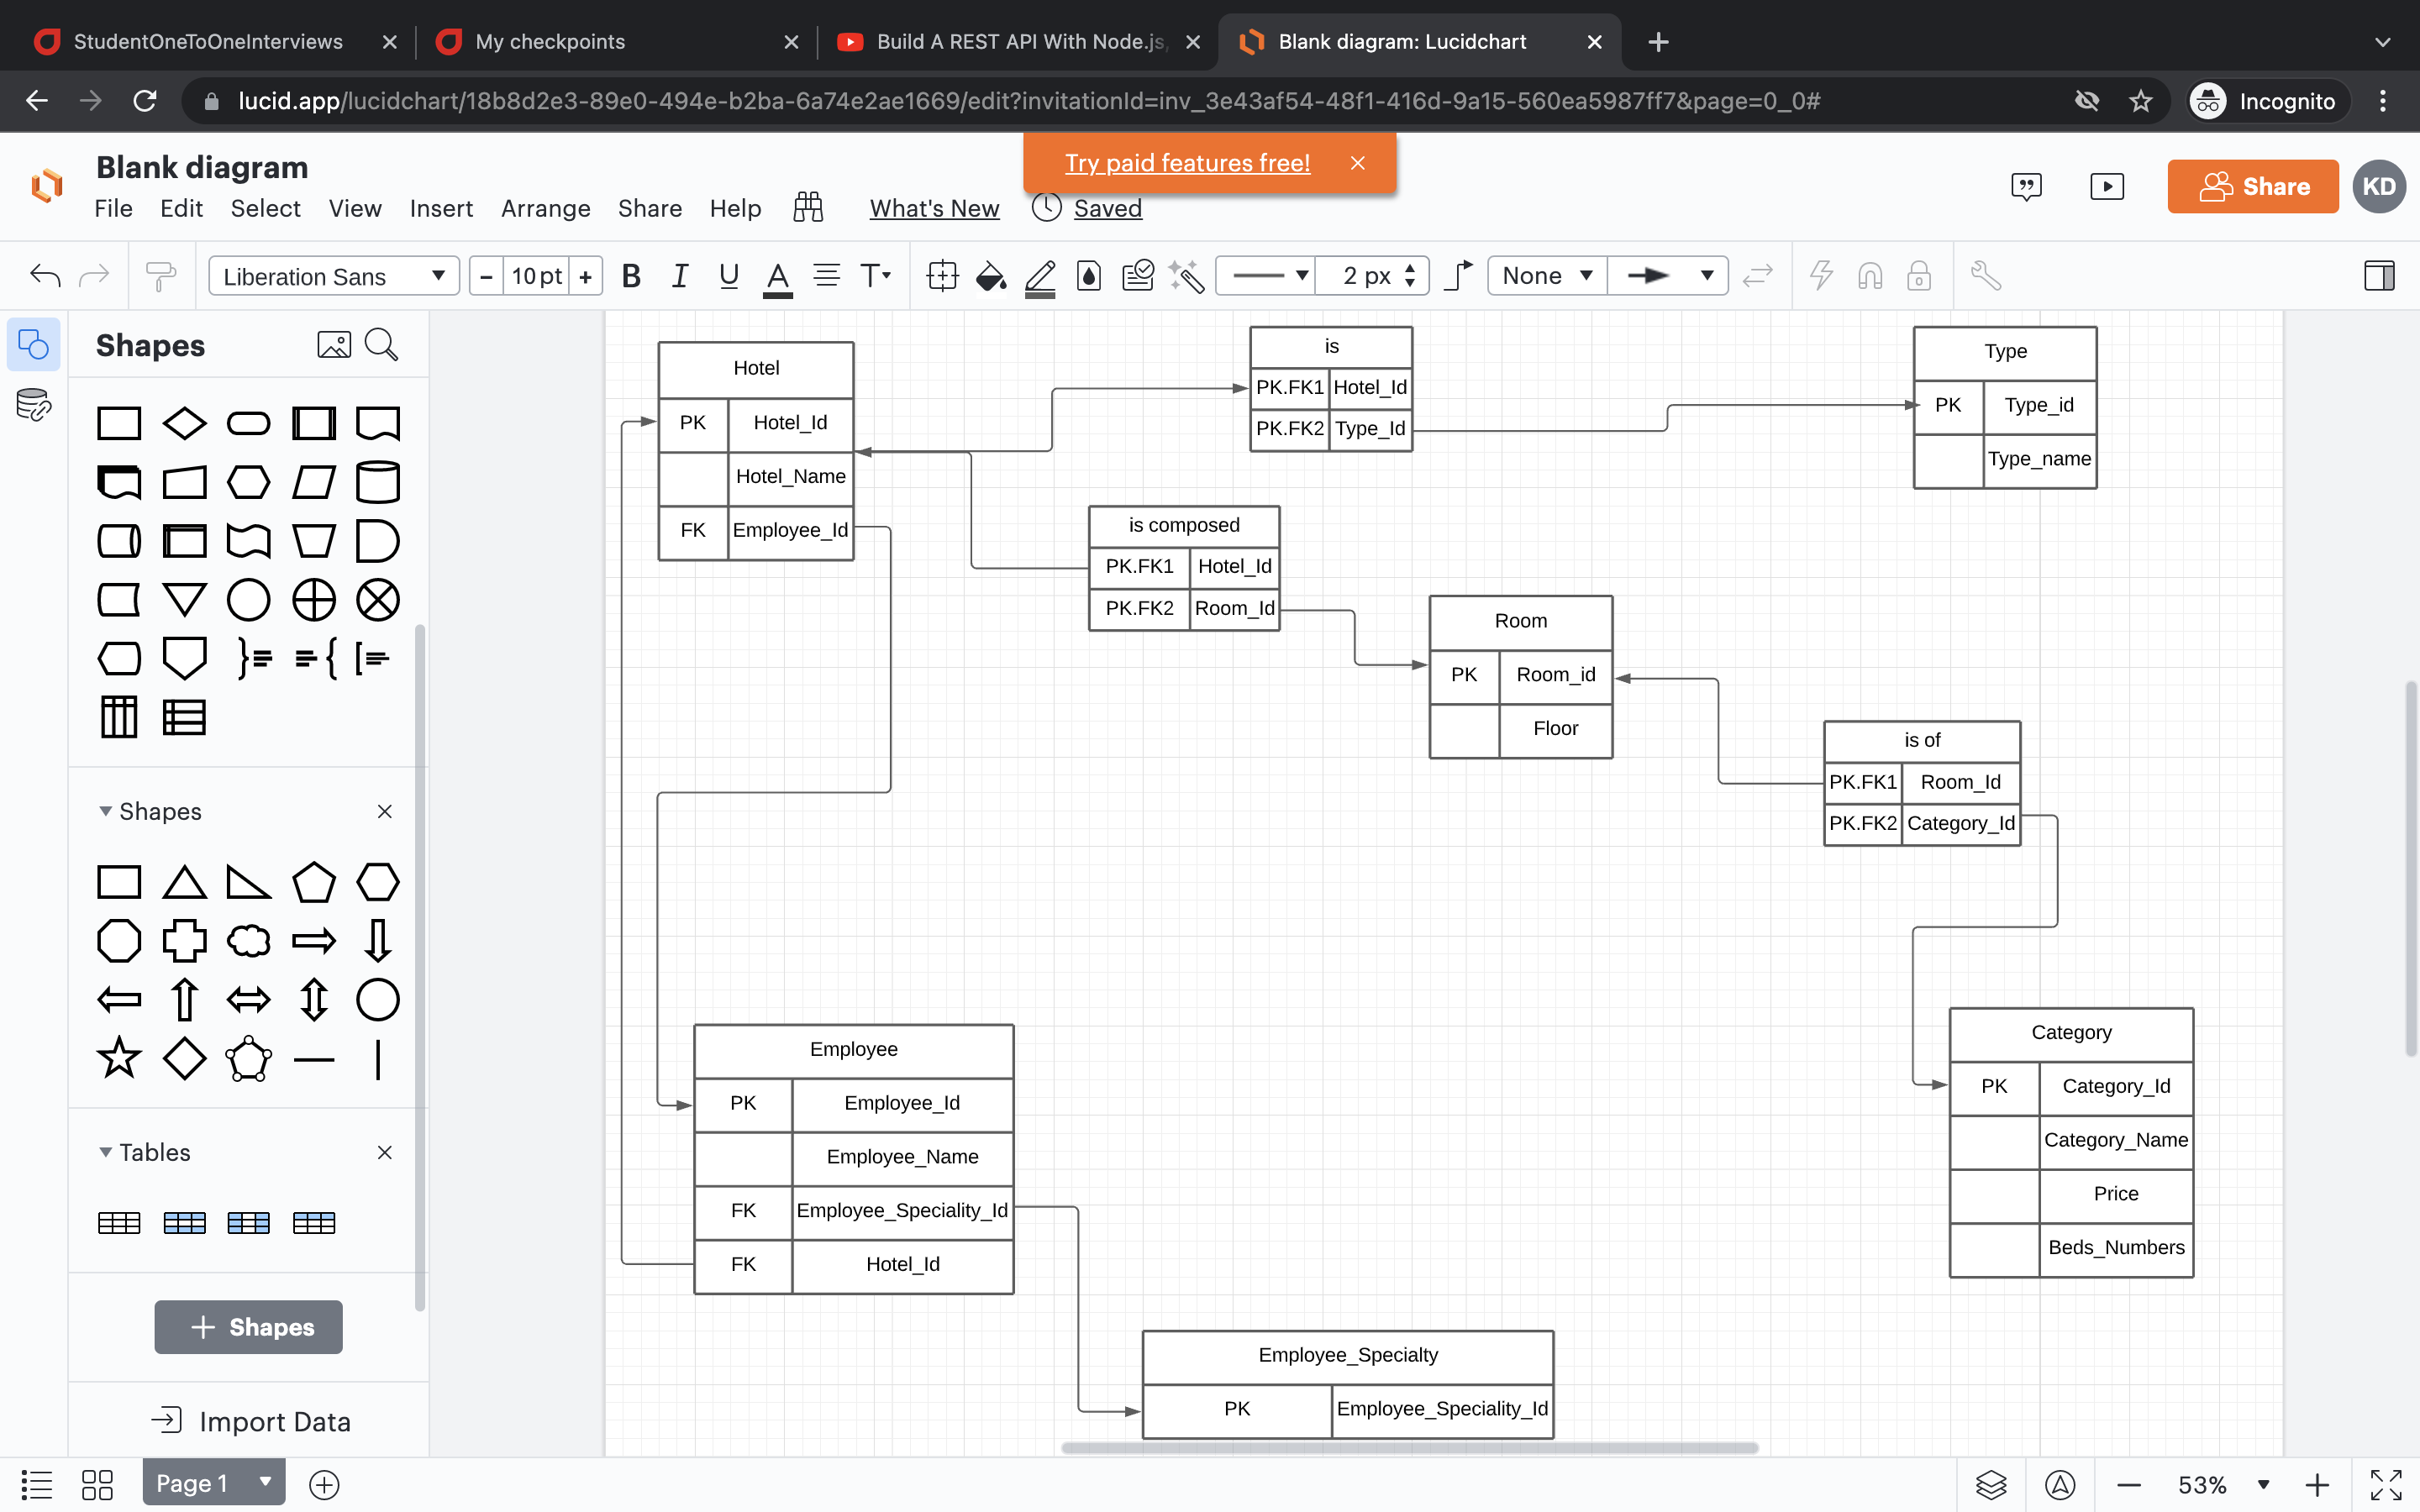 StudentOneToOneInterviews
My checkpoints
Build A REST API With Node.js,
Blank diagram: Lucidchart
lucid.app/lucidchart/18b8d2e3-89e0-494e-b2ba-6a74e2ae1669/edit?invitationId=inv_3e43af54-48f1-416d-9a15-560ea5987ff7&page=0_0#
Incognito
Try paid features free!
Blank diagram
File Edit Select View Insert Arrange Share Help What's New Saved
Share
KD
Liberation Sans
10 pt
B I U A T
2 px
None
Shapes
Shapes
Tables
+ Shapes
Import Data
Hotel
PK Hotel_Id
Hotel_Name
FK Employee_Id
is
PK.FK1 Hotel_Id
PK.FK2 Type_Id
Type
PK Type_id
Type_name
is composed
PK.FK1 Hotel_Id
PK.FK2 Room_Id
Room
PK Room_id
Floor
is of
PK.FK1 Room_Id
PK.FK2 Category_Id
Employee
PK Employee_Id
Employee_Name
FK Employee_Speciality_Id
FK Hotel_Id
Category
PK Category_Id
Category_Name
Price
Beds_Numbers
Employee_Specialty
PK Employee_Speciality_Id
Page 1
53%